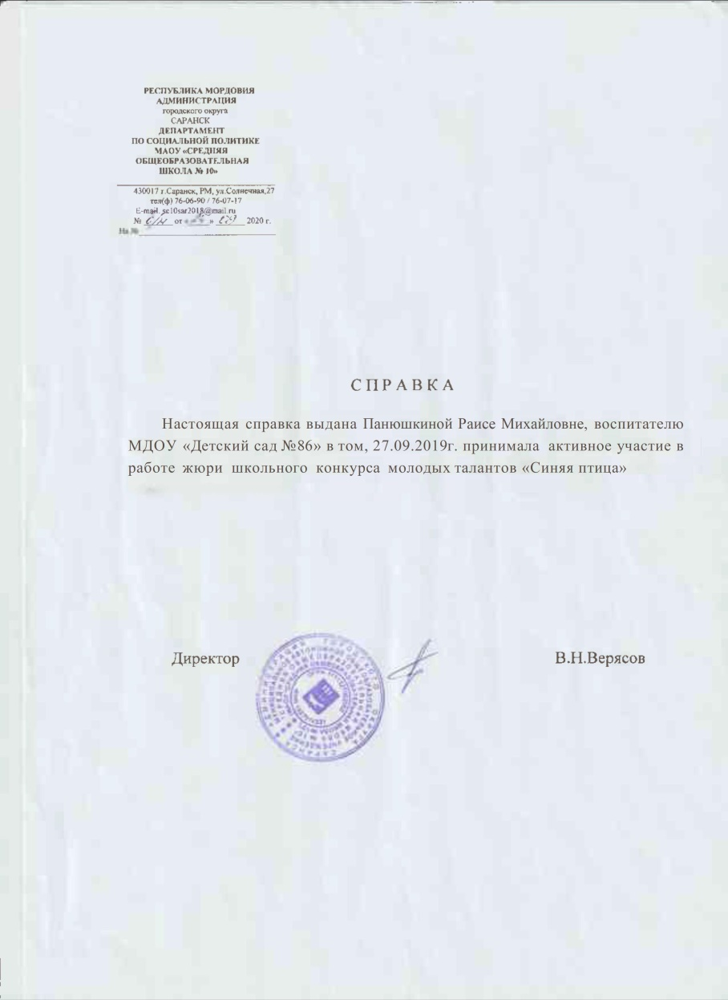 РЕСПУБЛИКА МОРДОВИЯ
АДМИНИСТРАЦИЯ
городского округа
САРАНСК
ДЕПАРТАМЕНТ
ПО СОЦИАЛЬНОЙ ПОЛИТИКЕ
МАОУ «СРЕДНЯЯ
ОБЩЕОБРАЗОВАТЕЛЬНАЯ
ШКОЛА № 10»
430017 г.Саранск, РМ, ул.Солнечная,27
тел(ф) 76-06-90 / 76-07-17
E-mail. sc10sar2018@mail.ru
№ б/н от « » 2020 г.
На №
СПРАВКА
Настоящая справка выдана Панюшкиной Раисе Михайловне, воспитателю
МДОУ «Детский сад №86» в том, 27.09.2019г. принимала активное участие в
работе жюри школьного конкурса молодых талантов «Синяя птица»
Директор
В.Н.Верясов